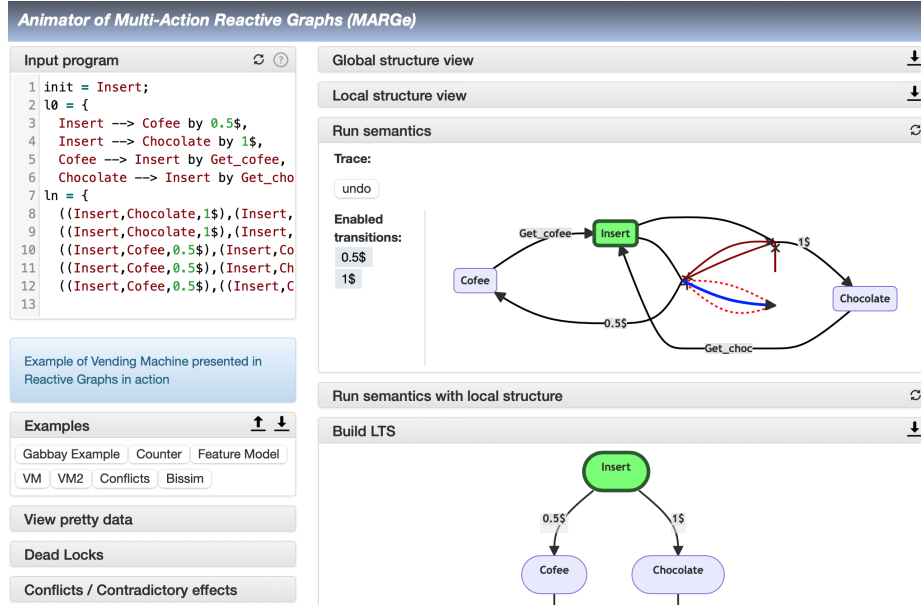 Animator of Multi-Action Reactive Graphs (MARGe)
Input program
?
1 init = Insert;
2 l0 = {
3 Insert --> Cofee by 0.5$,
4 Insert --> Chocolate by 1$,
5 Cofee --> Insert by Get_cofee,
6 Chocolate --> Insert by Get_cho
7 ln = {
8 ((Insert,Chocolate,1$),(Insert,
9 ((Insert,Chocolate,1$),(Insert,
10 ((Insert,Cofee,0.5$),(Insert,Co
11 ((Insert,Cofee,0.5$),(Insert,Ch
12 ((Insert,Cofee,0.5$),((Insert,C
13
Example of Vending Machine presented in
Reactive Graphs in action
Examples
Gabbay Example Counter Feature Model
VM VM2 Conflicts Bissim
View pretty data
Dead Locks
Conflicts / Contradictory effects
Global structure view
Local structure view
Run semantics
Trace:
undo
Enabled
transitions:
0.5$
1$
Get_cofee
Insert
1$
Cofee
Chocolate
0.5$
Get_choc
Run semantics with local structure
Build LTS
Insert
0.5$ 1$
Cofee Chocolate